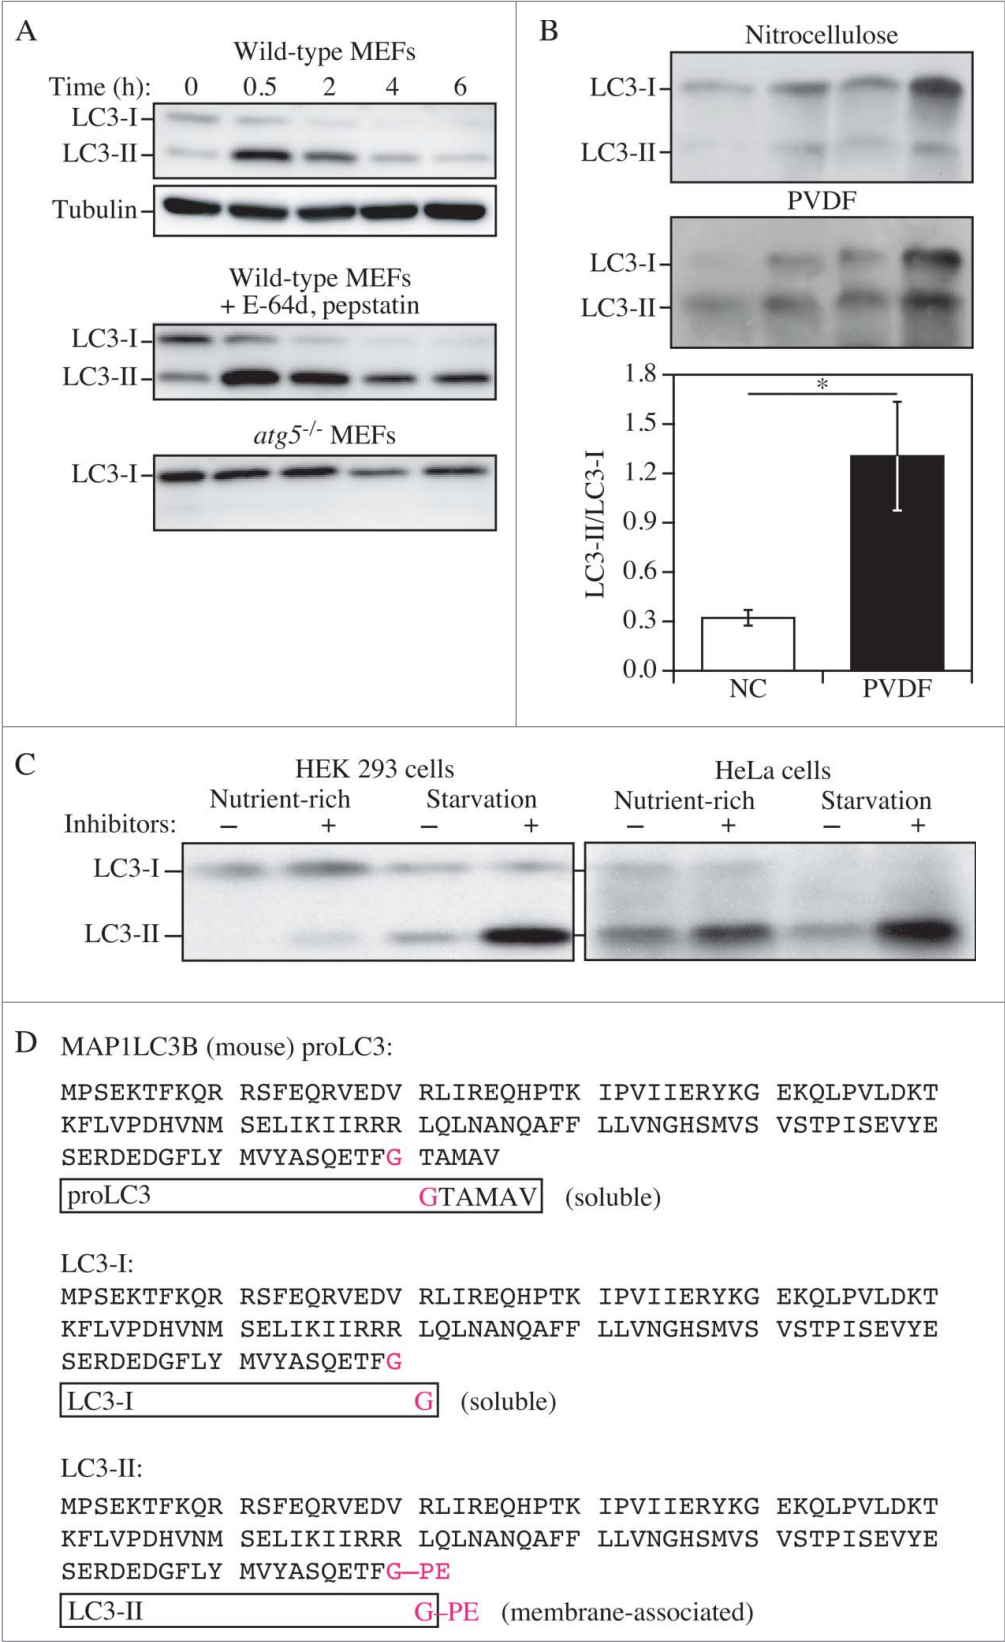 A
Wild-type MEFs
Time (h): 0 0.5 2 4 6
LC3-I
LC3-II
Tubulin
Wild-type MEFs
+ E-64d, pepstatin
LC3-I
LC3-II
atg5-/- MEFs
LC3-I
B
Nitrocellulose
LC3-I
LC3-II
PVDF
LC3-I
LC3-II
1.8
1.5
1.2
0.9
0.6
0.3
0.0
LC3-II/LC3-I
*
NC PVDF
C
HEK 293 cells
Nutrient-rich Starvation
HeLa cells
Nutrient-rich Starvation
Inhibitors: – + – + – + – +
LC3-I
LC3-II
D
MAP1LC3B (mouse) proLC3:
MPSEKTFKQR RSFEQRVEDV RLIREQHPTK IPVIIERYKG EKQLPVLDKT
KFLVPDHVNM SELIKIIRRR LQLNANQAFF LLVNGHSMVS VSTPISEVYE
SERDEDGFLY MVYASQETFG TAMAV
proLC3 GTAMAV (soluble)
LC3-I:
MPSEKTFKQR RSFEQRVEDV RLIREQHPTK IPVIIERYKG EKQLPVLDKT
KFLVPDHVNM SELIKIIRRR LQLNANQAFF LLVNGHSMVS VSTPISEVYE
SERDEDGFLY MVYASQETFG
LC3-I G (soluble)
LC3-II:
MPSEKTFKQR RSFEQRVEDV RLIREQHPTK IPVIIERYKG EKQLPVLDKT
KFLVPDHVNM SELIKIIRRR LQLNANQAFF LLVNGHSMVS VSTPISEVYE
SERDEDGFLY MVYASQETFG–PE
LC3-II G–PE (membrane-associated)